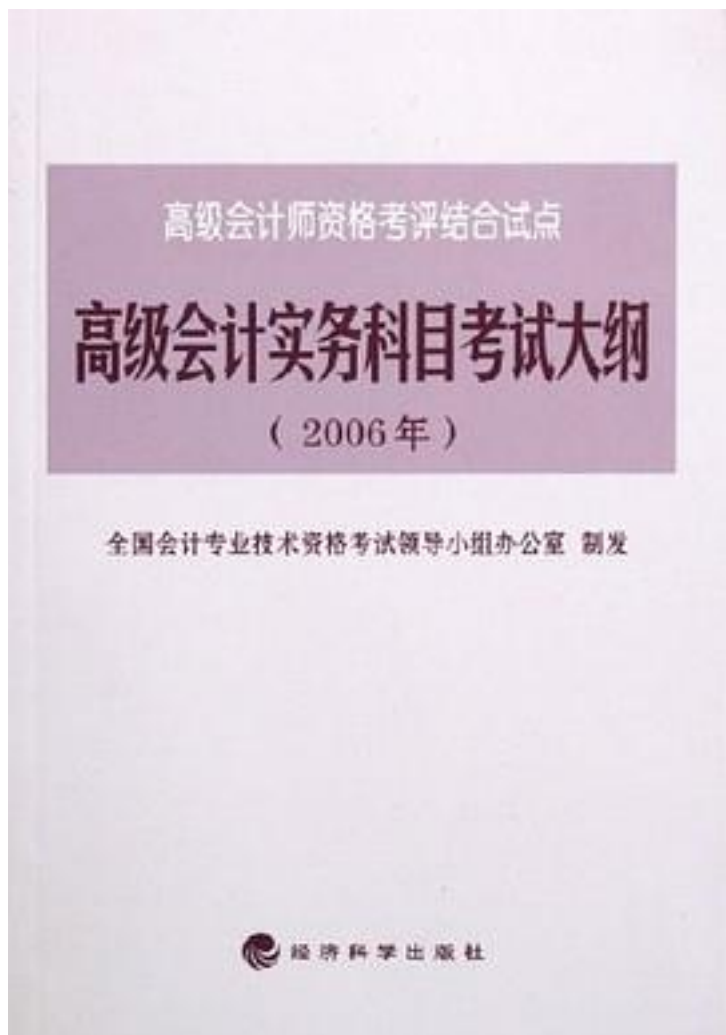 高级会计师资格考评结合试点
高级会计实务科目考试大纲
(2006年)
全国会计专业技术资格考试领导小组办公室 制发
经济科学出版社